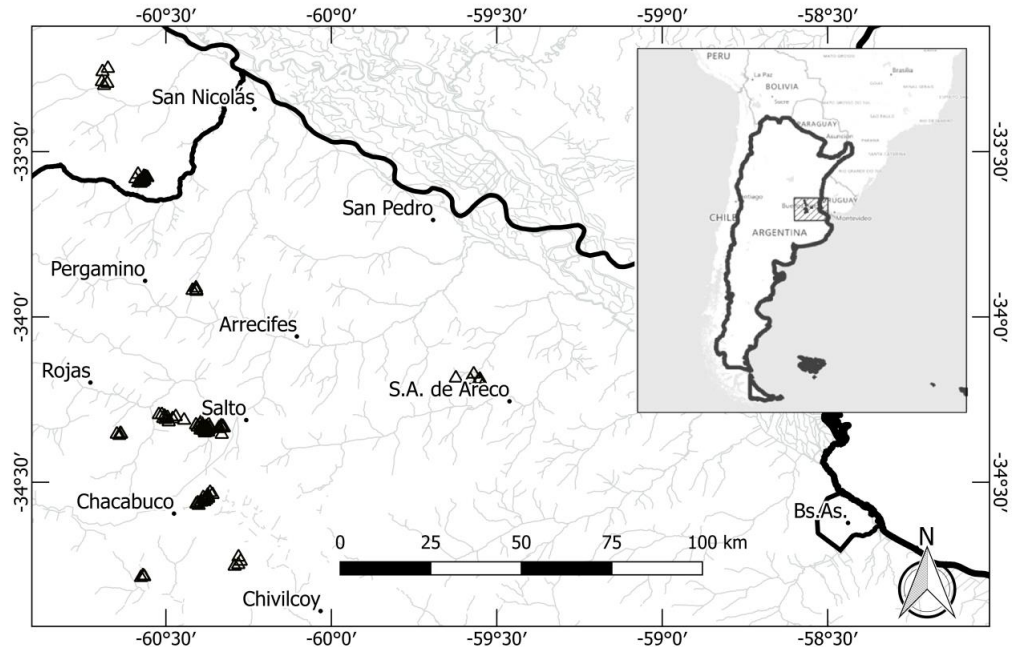 -60°30′ -60°0′ -59°30′ -59°0′ -58°30′
PERU
La Paz
BOLIVIA
Sucre
Brasilia
PARAGUAY
Asunción
San Nicolás
-33°30′ -33°30′
San Pedro
URUGUAY
Montevideo
CHILE
ARGENTINA
Pergamino
-34°0′ -34°0′
Arrecifes
Rojas
S.A. de Areco
Salto
-34°30′ -34°30′
Chacabuco
Bs.As.
0 25 50 75 100 km
N
Chivilcoy
-60°30′ -60°0′ -59°30′ -59°0′ -58°30′